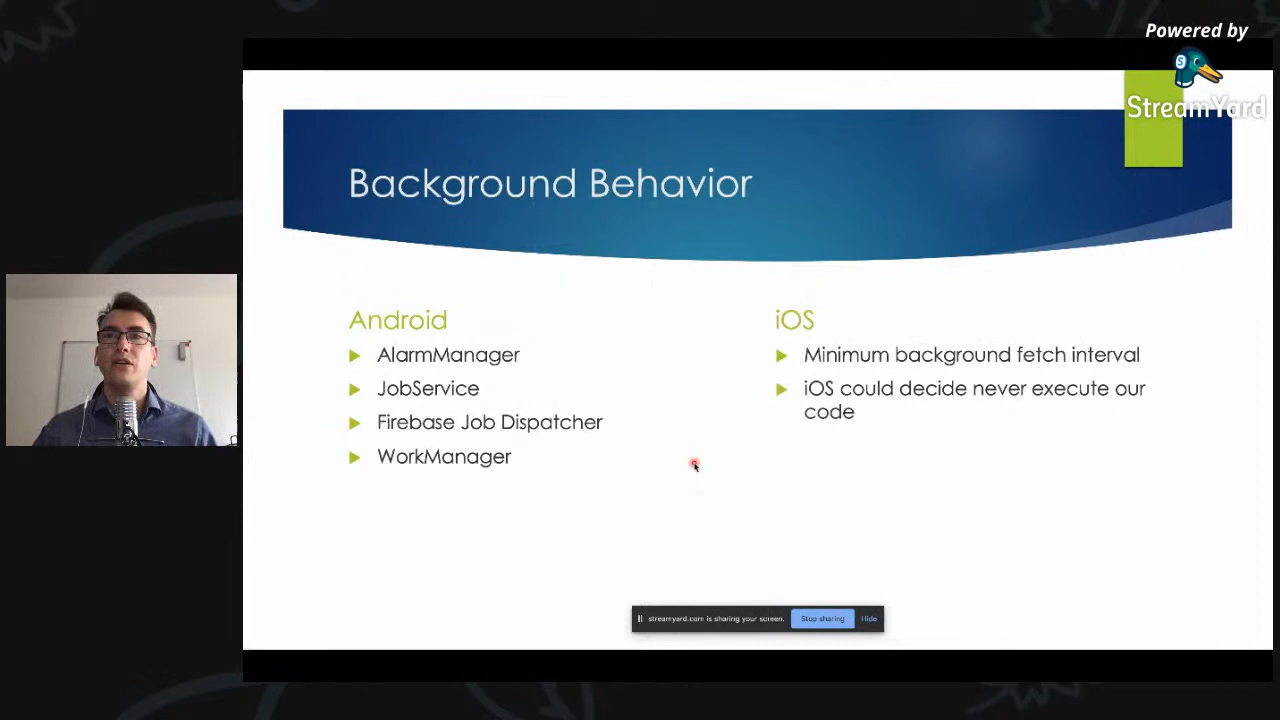 Powered by
StreamYard
Background Behavior
Android
AlarmManager
JobService
Firebase Job Dispatcher
WorkManager
iOS
Minimum background fetch interval
iOS could decide never execute our
code
streamyard.com is sharing your screen.
Stop sharing
Hide